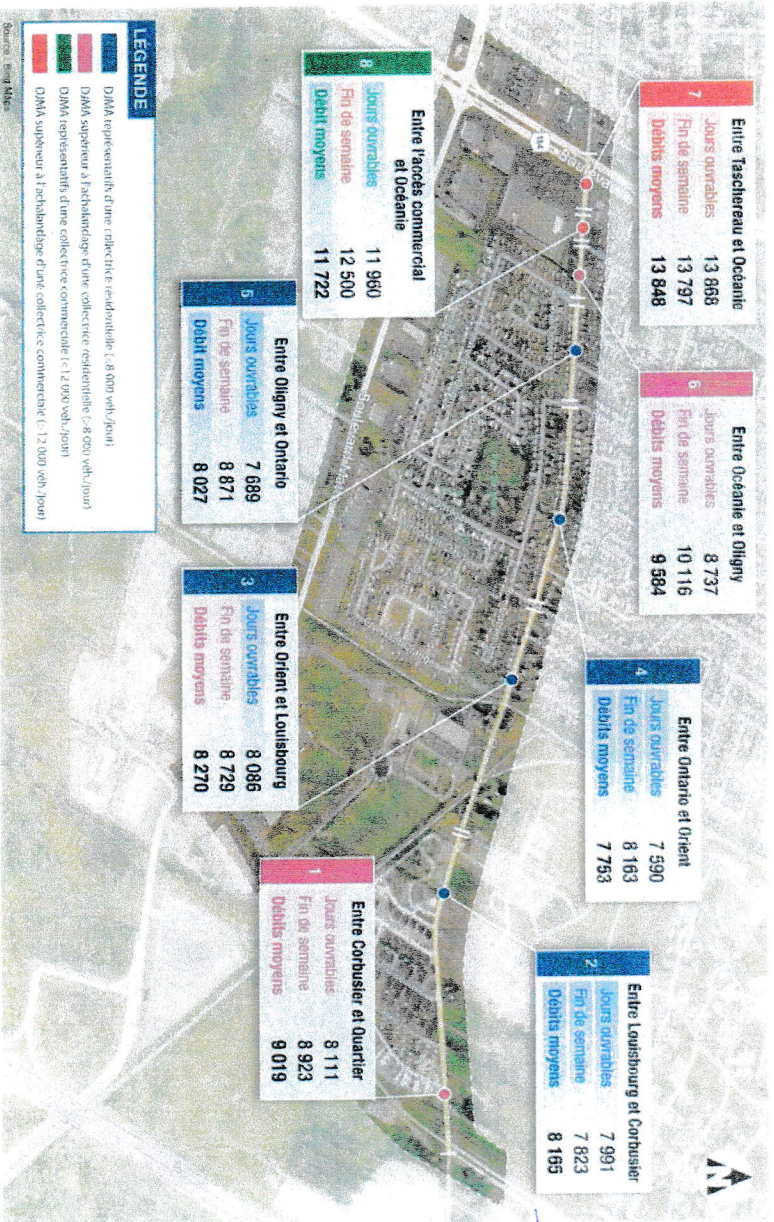 7
Entre Taschereau et Océanie
Jours ouvrables 13 868
Fin de semaine 13 797
Débits moyens 13 848
6
Entre Océanie et Oligny
Jours ouvrables 8 737
Fin de semaine 10 116
Débits moyens 9 584
4
Entre Ontario et Orient
Jours ouvrables 7 590
Fin de semaine 8 163
Débits moyens 7 753
2
Entre Louisbourg et Corbusier
Jours ouvrables 7 991
Fin de semaine 7 823
Débits moyens 8 165
8
Entre l'accès commercial
et Océanie
Jours ouvrables 11 960
Fin de semaine 12 500
Débit moyens 11 722
5
Entre Oligny et Ontario
Jours ouvrables 7 689
Fin de semaine 8 871
Débit moyens 8 027
3
Entre Orient et Louisbourg
Jours ouvrables 8 086
Fin de semaine 8 729
Débits moyens 8 270
1
Entre Corbusier et Quartier
Jours ouvrables 8 111
Fin de semaine 8 923
Débits moyens 9 019
LÉGENDE
DJMA représentatifs d'une collectrice résidentielle (<8 000 véh./jour)
DJMA supérieur à l'achalandage d'une collectrice résidentielle (>8 000 véh./jour)
DJMA représentatifs d'une collectrice commerciale (<12 000 véh./jour)
DJMA supérieur à l'achalandage d'une collectrice commerciale (>12 000 véh./jour)
Source : Bing Maps
134
Boulevard